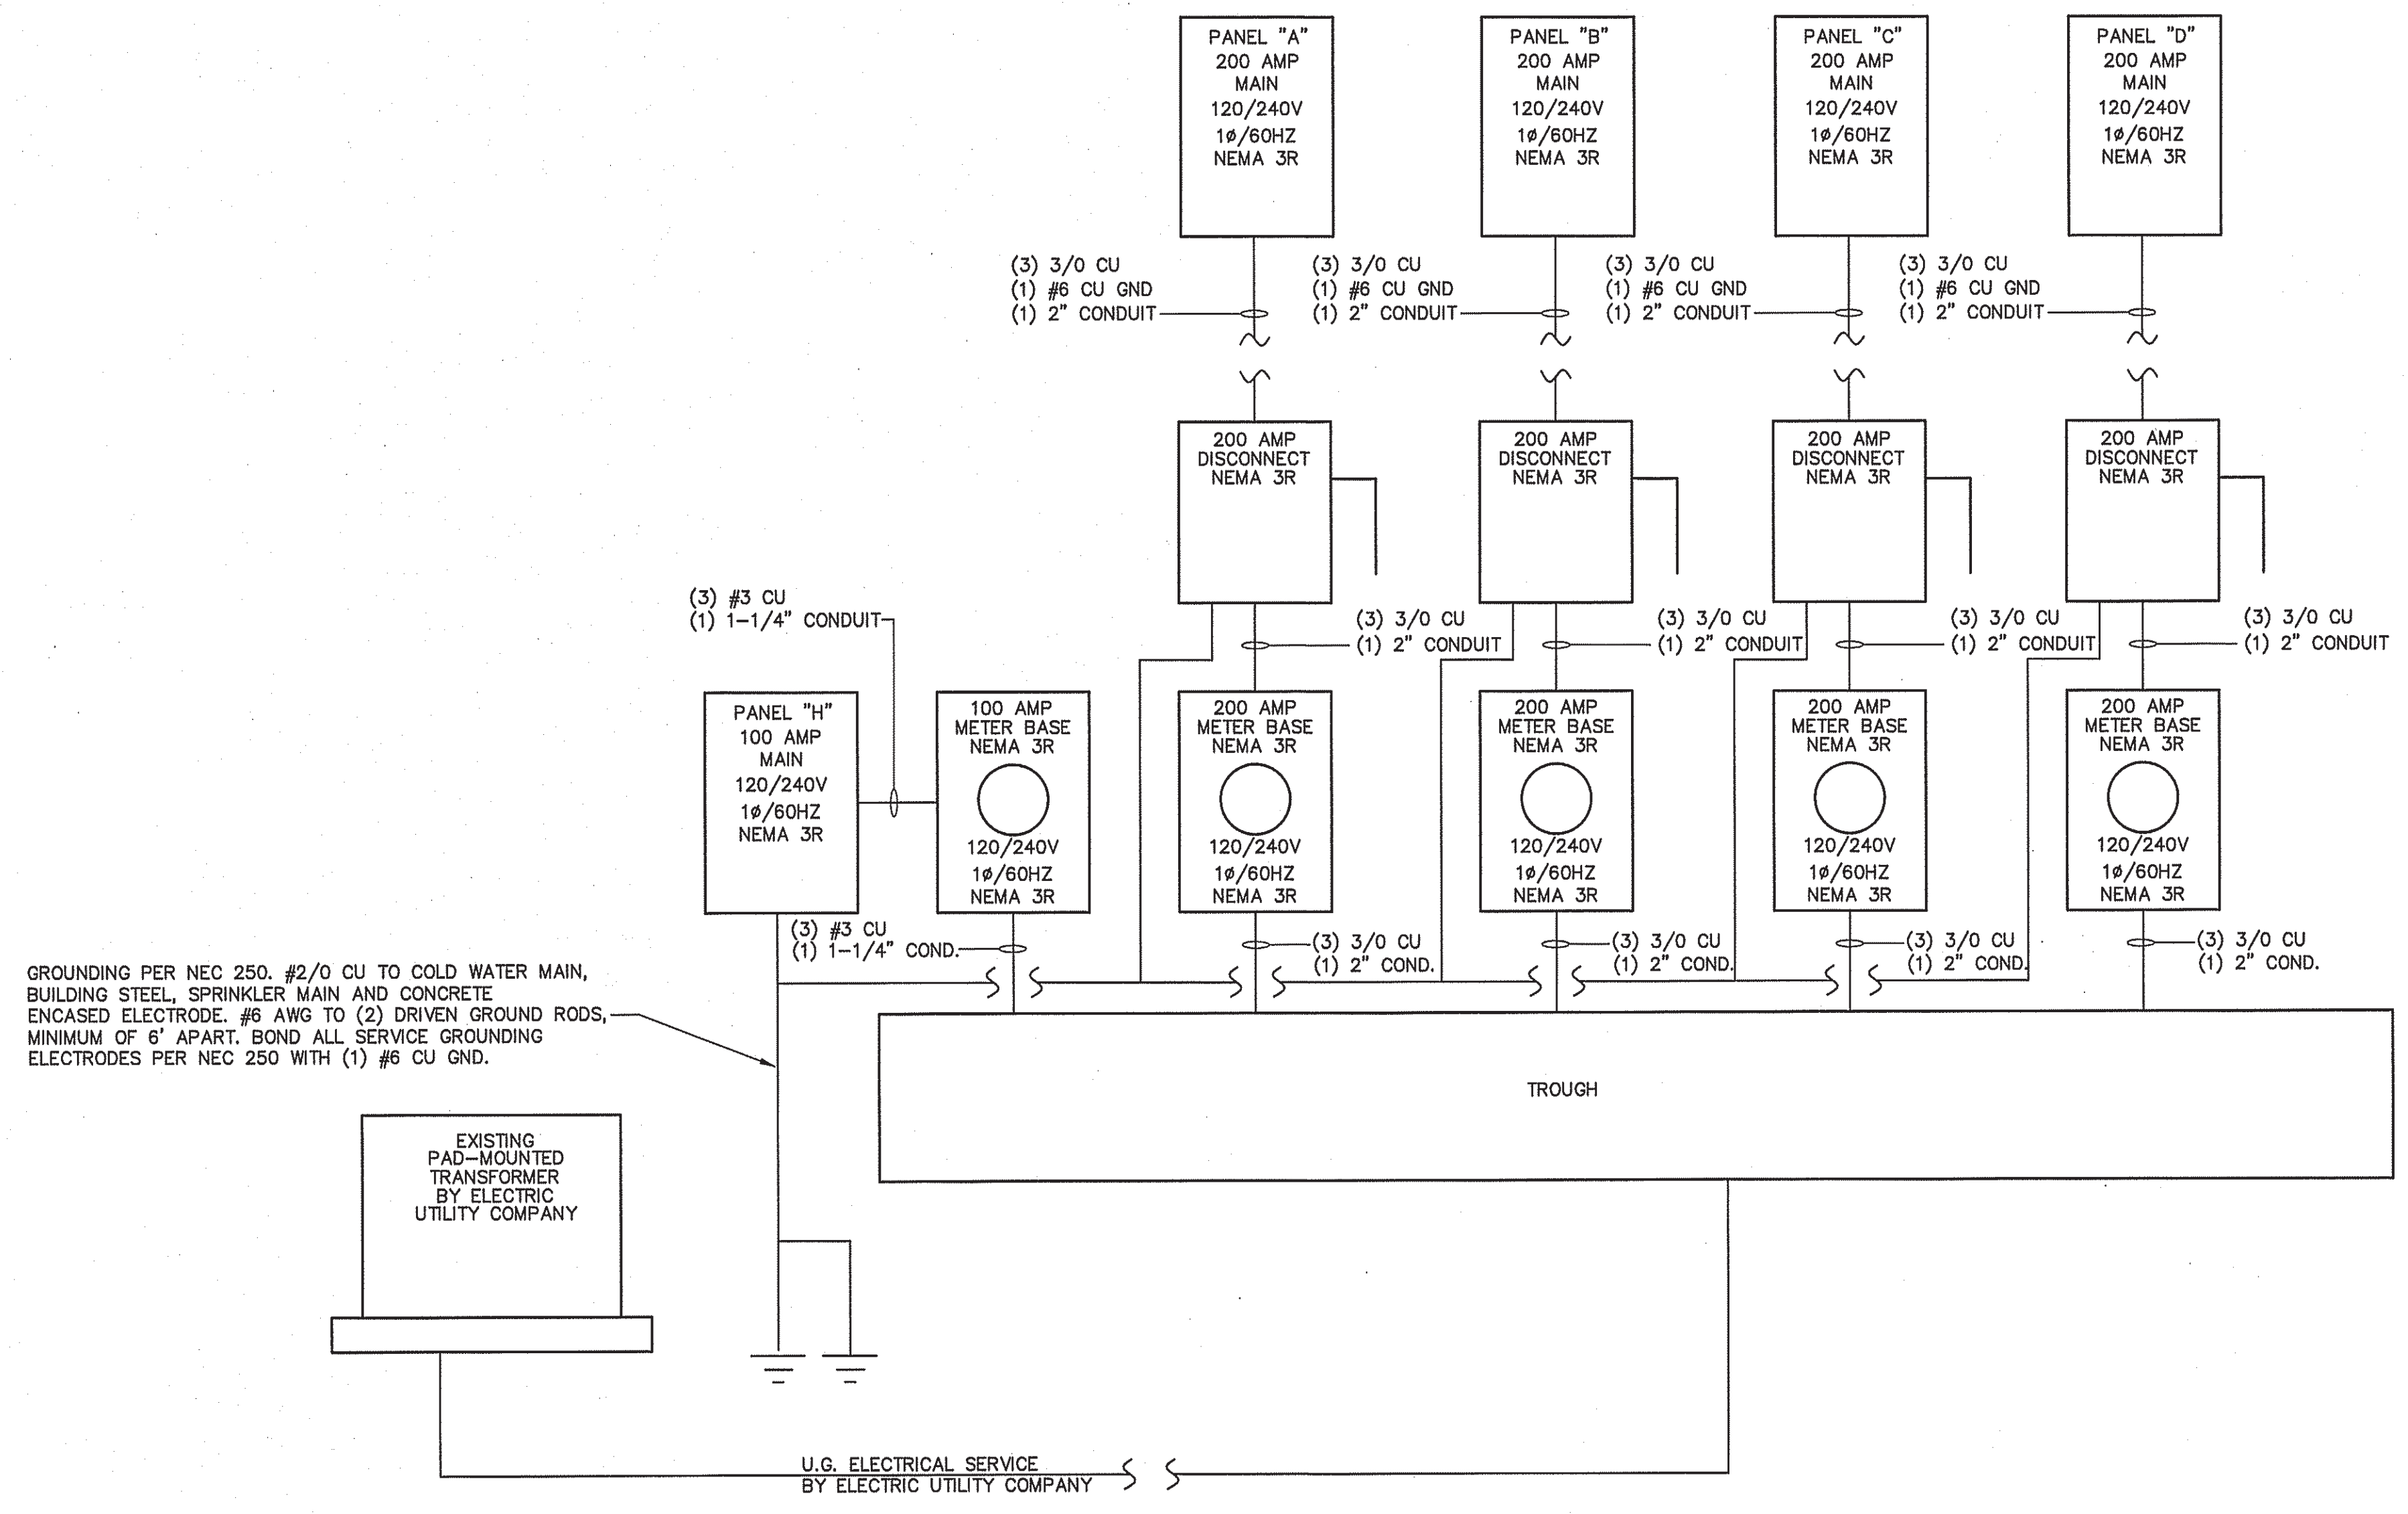 PANEL "A"
200 AMP
MAIN
120/240V
1ø/60HZ
NEMA 3R
PANEL "B"
200 AMP
MAIN
120/240V
1ø/60HZ
NEMA 3R
PANEL "C"
200 AMP
MAIN
120/240V
1ø/60HZ
NEMA 3R
PANEL "D"
200 AMP
MAIN
120/240V
1ø/60HZ
NEMA 3R
(3) 3/0 CU
(1) #6 CU GND
(1) 2" CONDUIT
(3) 3/0 CU
(1) #6 CU GND
(1) 2" CONDUIT
(3) 3/0 CU
(1) #6 CU GND
(1) 2" CONDUIT
(3) 3/0 CU
(1) #6 CU GND
(1) 2" CONDUIT
200 AMP
DISCONNECT
NEMA 3R
200 AMP
DISCONNECT
NEMA 3R
200 AMP
DISCONNECT
NEMA 3R
200 AMP
DISCONNECT
NEMA 3R
(3) #3 CU
(1) 1-1/4" CONDUIT
(3) 3/0 CU
(1) 2" CONDUIT
(3) 3/0 CU
(1) 2" CONDUIT
(3) 3/0 CU
(1) 2" CONDUIT
(3) 3/0 CU
(1) 2" CONDUIT
PANEL "H"
100 AMP
MAIN
120/240V
1ø/60HZ
NEMA 3R
100 AMP
METER BASE
NEMA 3R
120/240V
1ø/60HZ
NEMA 3R
200 AMP
METER BASE
NEMA 3R
120/240V
1ø/60HZ
NEMA 3R
200 AMP
METER BASE
NEMA 3R
120/240V
1ø/60HZ
NEMA 3R
200 AMP
METER BASE
NEMA 3R
120/240V
1ø/60HZ
NEMA 3R
200 AMP
METER BASE
NEMA 3R
120/240V
1ø/60HZ
NEMA 3R
(3) #3 CU
(1) 1-1/4" COND.
(3) 3/0 CU
(1) 2" COND.
(3) 3/0 CU
(1) 2" COND.
(3) 3/0 CU
(1) 2" COND.
(3) 3/0 CU
(1) 2" COND.
GROUNDING PER NEC 250. #2/0 CU TO COLD WATER MAIN,
BUILDING STEEL, SPRINKLER MAIN AND CONCRETE
ENCASED ELECTRODE. #6 AWG TO (2) DRIVEN GROUND RODS,
MINIMUM OF 6' APART. BOND ALL SERVICE GROUNDING
ELECTRODES PER NEC 250 WITH (1) #6 CU GND.
TROUGH
EXISTING
PAD-MOUNTED
TRANSFORMER
BY ELECTRIC
UTILITY COMPANY
U.G. ELECTRICAL SERVICE
BY ELECTRIC UTILITY COMPANY